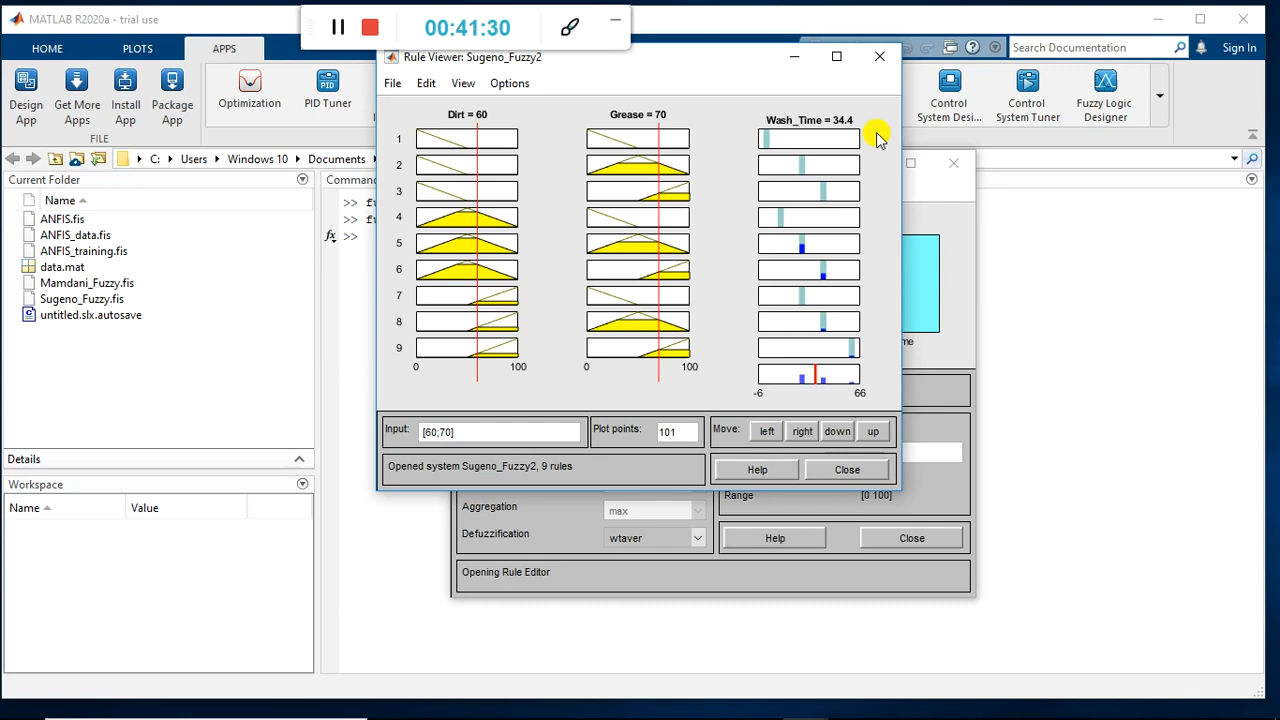 MATLAB R2020a - trial use
00:41:30
HOME PLOTS APPS
Search Documentation
Sign In
Design App
Get More Apps
Install App
Package App
Optimization
PID Tuner
Control System Desi...
Control System Tuner
Fuzzy Logic Designer
FILE
C: Users Windows 10 Documents
Current Folder
Name
ANFIS.fis
ANFIS_data.fis
ANFIS_training.fis
data.mat
Mamdani_Fuzzy.fis
Sugeno_Fuzzy.fis
untitled.slx.autosave
Details
Workspace
Name Value
>>
>>
fx >>
Rule Viewer: Sugeno_Fuzzy2
File Edit View Options
Dirt = 60 Grease = 70 Wash_Time = 34.4
1
2
3
4
5
6
7
8
9
0 100 0 100 -6 66
Input: [60;70] Plot points: 101 Move: left right down up
Opened system Sugeno_Fuzzy2, 9 rules
Help Close
Range [0 100]
Aggregation max
Defuzzification wtaver
Help Close
Opening Rule Editor